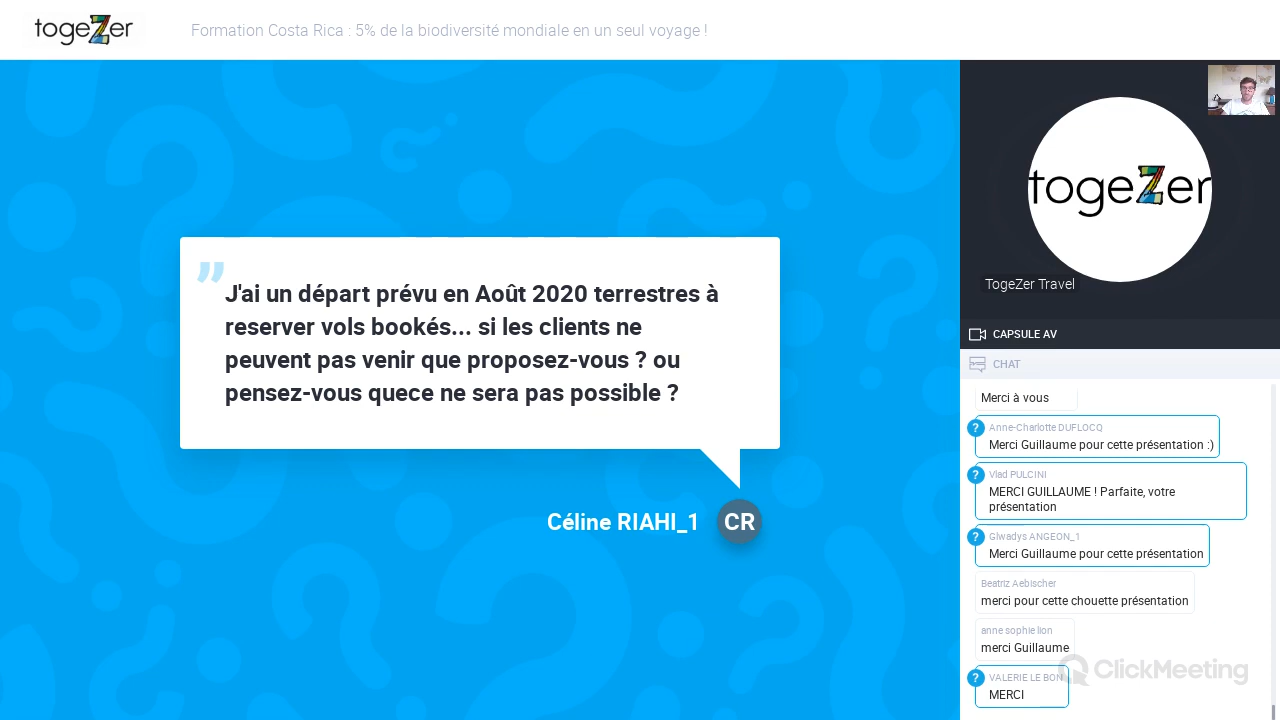 togeZer
Formation Costa Rica : 5% de la biodiversité mondiale en un seul voyage !
togeZer
TogeZer Travel
”
J'ai un départ prévu en Août 2020 terrestres à
reserver vols bookés... si les clients ne
peuvent pas venir que proposez-vous ? ou
pensez-vous quece ne sera pas possible ?
Céline RIAHI_1
CR
CAPSULE AV
CHAT
Merci à vous
?
Anne-Charlotte DUFLOCQ
Merci Guillaume pour cette présentation :)
?
Vlad PULCINI
MERCI GUILLAUME ! Parfaite, votre
présentation
?
Glwadys ANGEON_1
Merci Guillaume pour cette présentation
Beatriz Aebischer
merci pour cette chouette présentation
anne sophie lion
merci Guillaume
?
VALERIE LE BON
MERCI
ClickMeeting